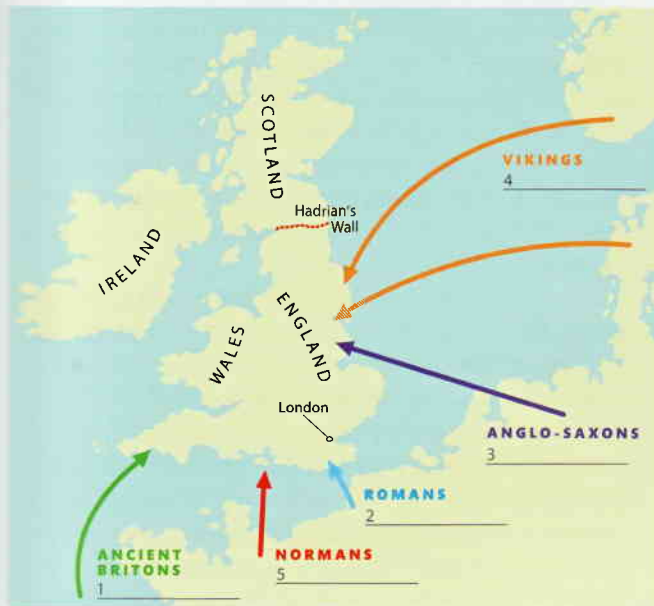 SCOTLAND
VIKINGS
4
Hadrian's
Wall
IRELAND
ENGLAND
WALES
London
ANGLO-SAXONS
3
ROMANS
2
ANCIENT
BRITONS
1
NORMANS
5